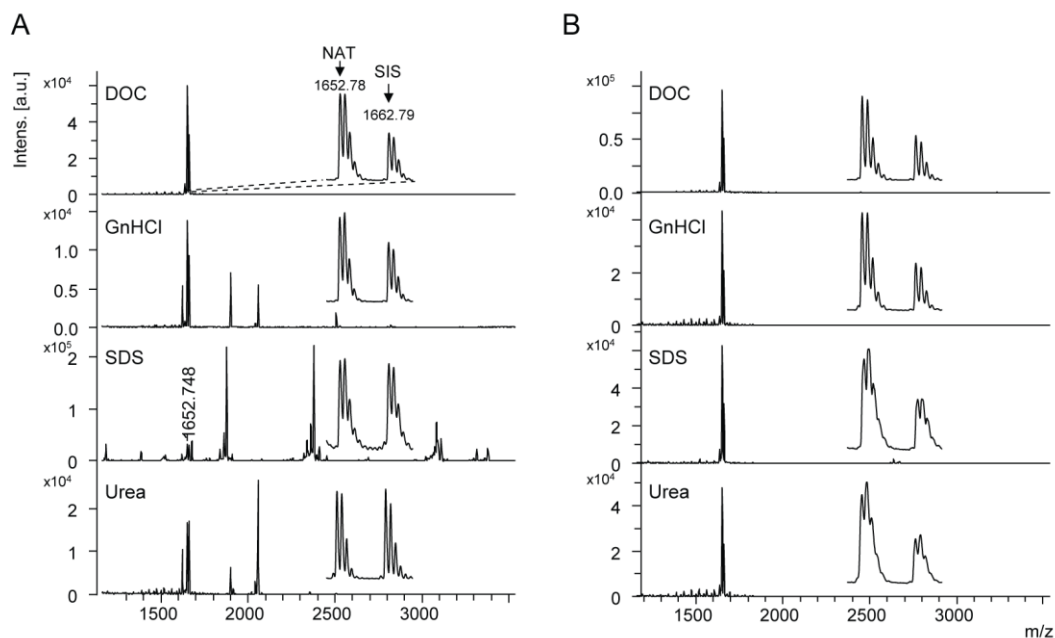 A
B
Intens. [a.u.]
x10⁴
DOC
4
2
0
NAT
1652.78
SIS
1662.79
x10⁴
GnHCl
1.0
0.5
0.0
x10⁵
SDS
2
1
0
1652.748
x10⁴
Urea
4
2
0
1500 2000 2500 3000
x10⁵
DOC
0.5
0.0
x10⁴
GnHCl
2
0
x10⁴
SDS
4
2
0
x10⁴
Urea
4
2
0
1500 2000 2500 3000
m/z